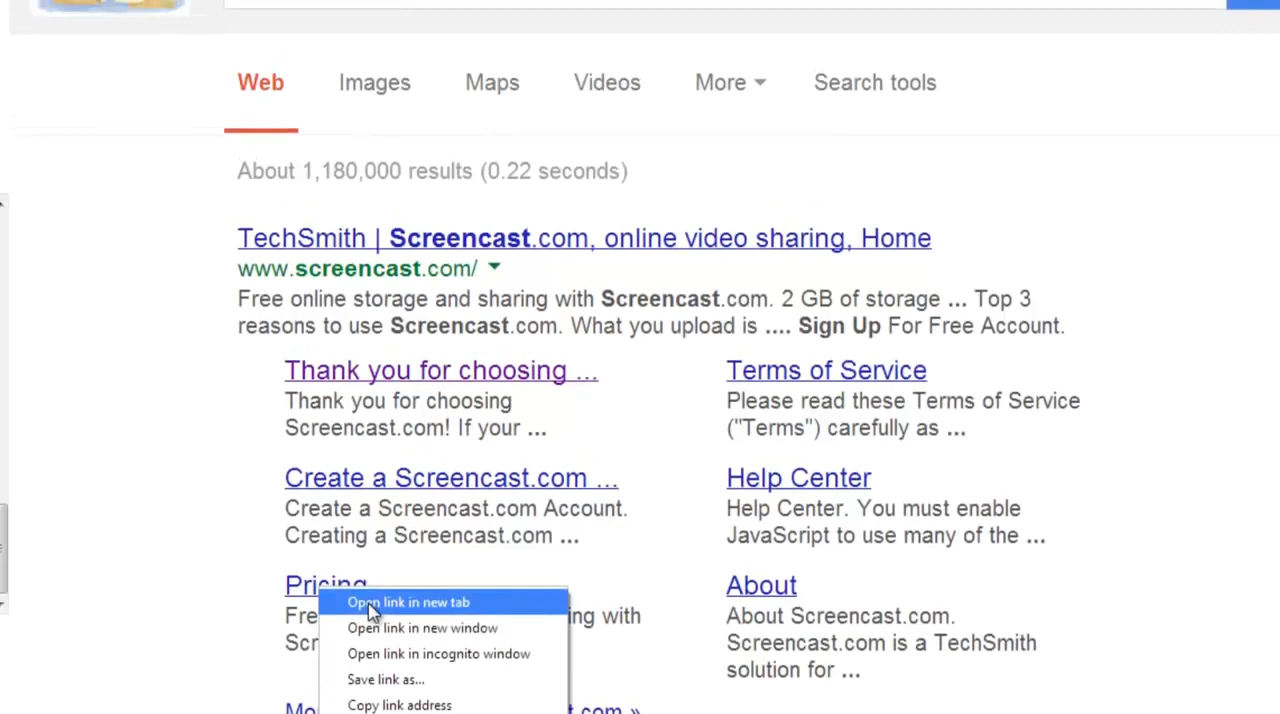 Web Images Maps Videos More Search tools
About 1,180,000 results (0.22 seconds)
TechSmith | Screencast.com, online video sharing, Home
www.screencast.com/
Free online storage and sharing with Screencast.com. 2 GB of storage ... Top 3
reasons to use Screencast.com. What you upload is .... Sign Up For Free Account.
Thank you for choosing ...
Thank you for choosing
Screencast.com! If your ...
Terms of Service
Please read these Terms of Service
("Terms") carefully as ...
Create a Screencast.com ...
Create a Screencast.com Account.
Creating a Screencast.com ...
Help Center
Help Center. You must enable
JavaScript to use many of the ...
Pricing
with
Open link in new tab
Open link in new window
Open link in incognito window
Save link as...
Copy link address
About
About Screencast.com.
Screencast.com is a TechSmith
solution for ...